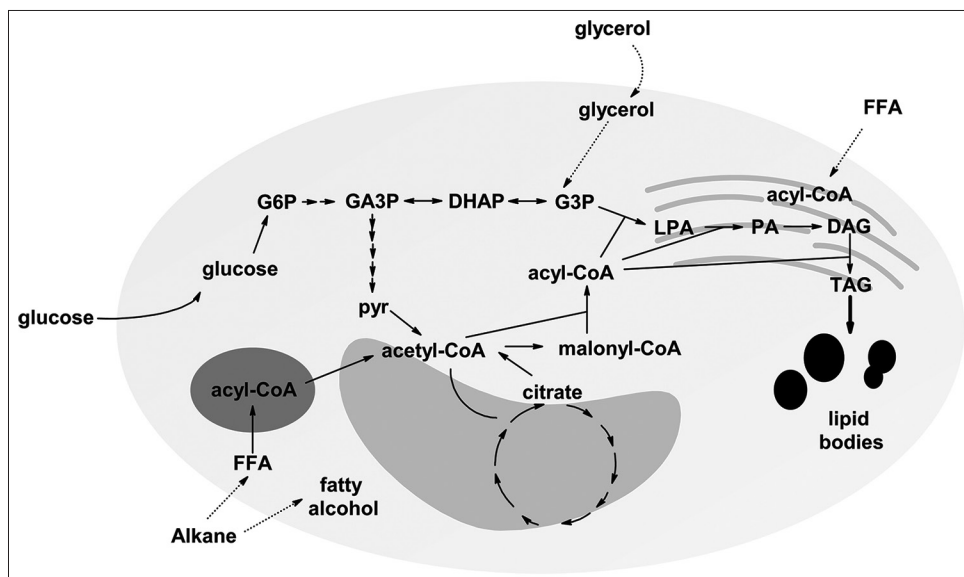 glycerol
glycerol
FFA
acyl-CoA
G6P
GA3P
DHAP
G3P
LPA
PA
DAG
glucose
acyl-CoA
TAG
glucose
pyr
acetyl-CoA
malonyl-CoA
acyl-CoA
citrate
lipid
bodies
FFA
fatty
alcohol
Alkane